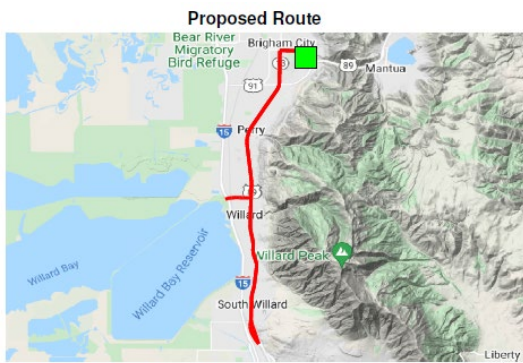 Proposed Route
Bear River
Migratory
Bird Refuge
Brigham City
89
Mantua
91
15
Perry
Willard
Willard Bay
Willard Bay Reservoir
Willard Peak
15
South Willard
Liberty